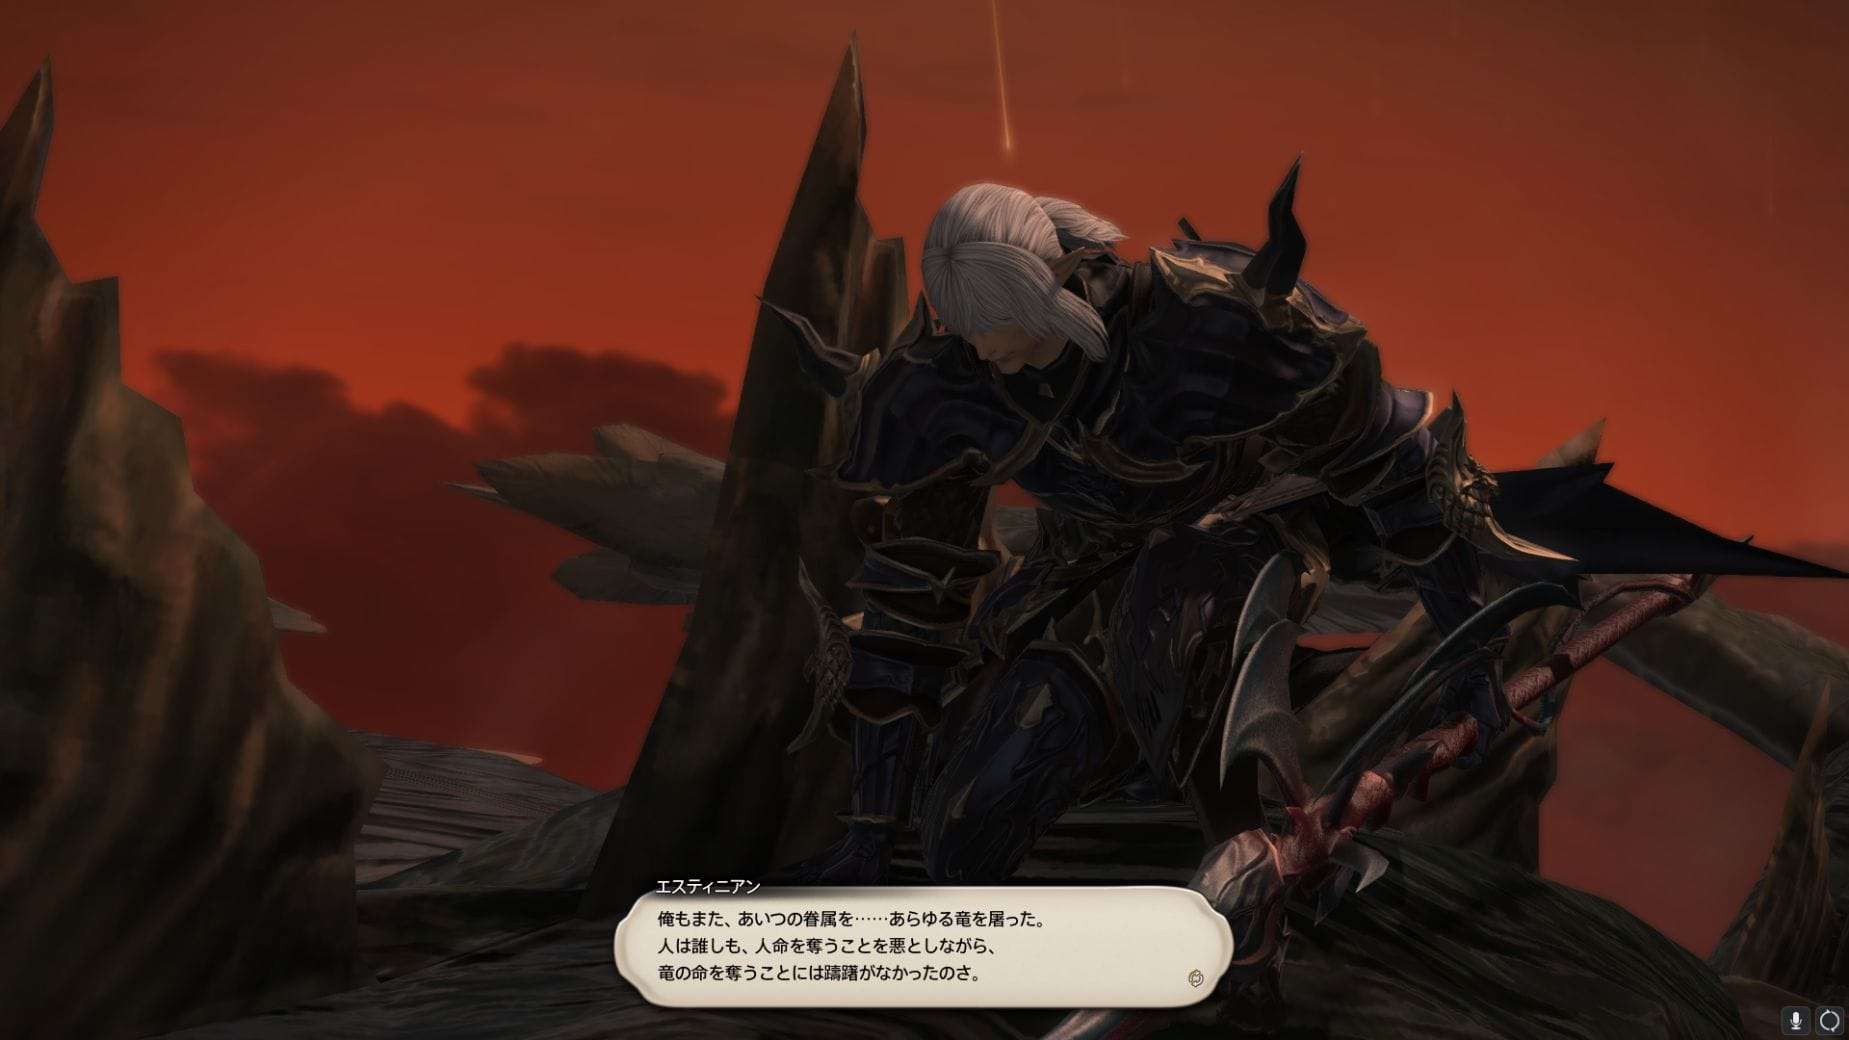 エスティニアン
俺もまた、あいつの眷属を……あらゆる竜を屠った。
人は誰しも、人命を奪うことを悪としながら、
竜の命を奪うことには躊躇がなかったのさ。